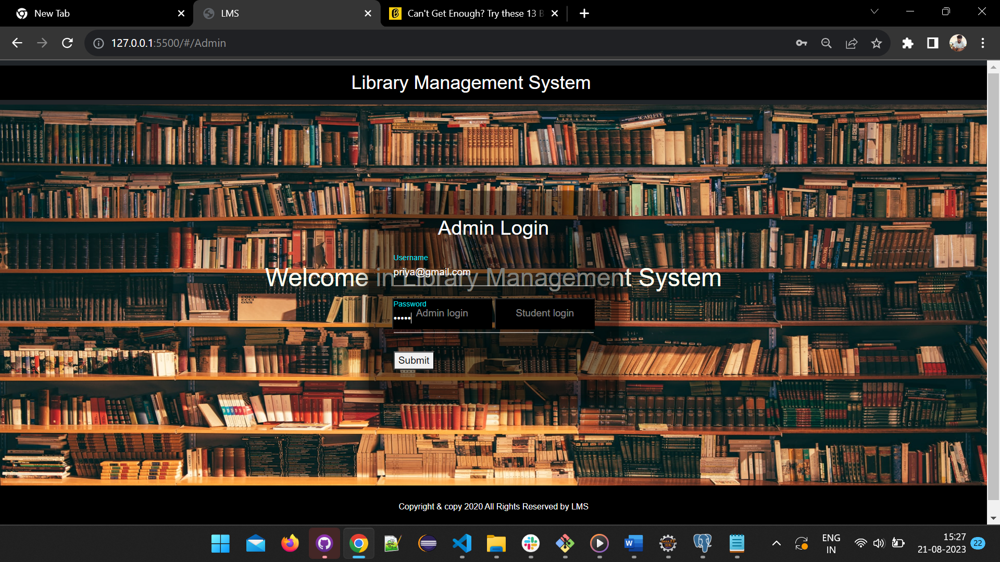 New Tab
LMS
Can't Get Enough? Try these 13 B
127.0.0.1:5500/#/Admin
Library Management System
SCARLETT
Admin Login
Username
priya@gmail.com
Welcome in Library Management System
Password
•••••
Admin login
Student login
Submit
Copyright & copy 2020 All Rights Reserved by LMS
ENG
IN
15:27
21-08-2023
22